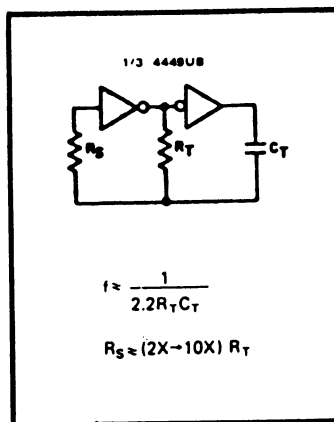 1/3 4449UB
RS
RT
CT
f ≈ 1
2.2RTCT
RS ≈ (2X→10X) RT